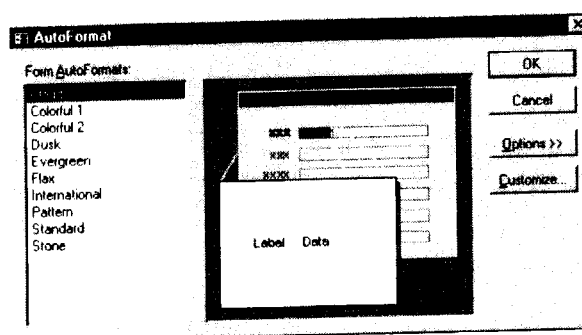 AutoFormat
Form AutoFormats:
Colorful 1
Colorful 2
Dusk
Evergreen
Flax
International
Pattern
Standard
Stone
xxx
xxx
xxxx
Label Data
OK
Cancel
Options >>
Customize...